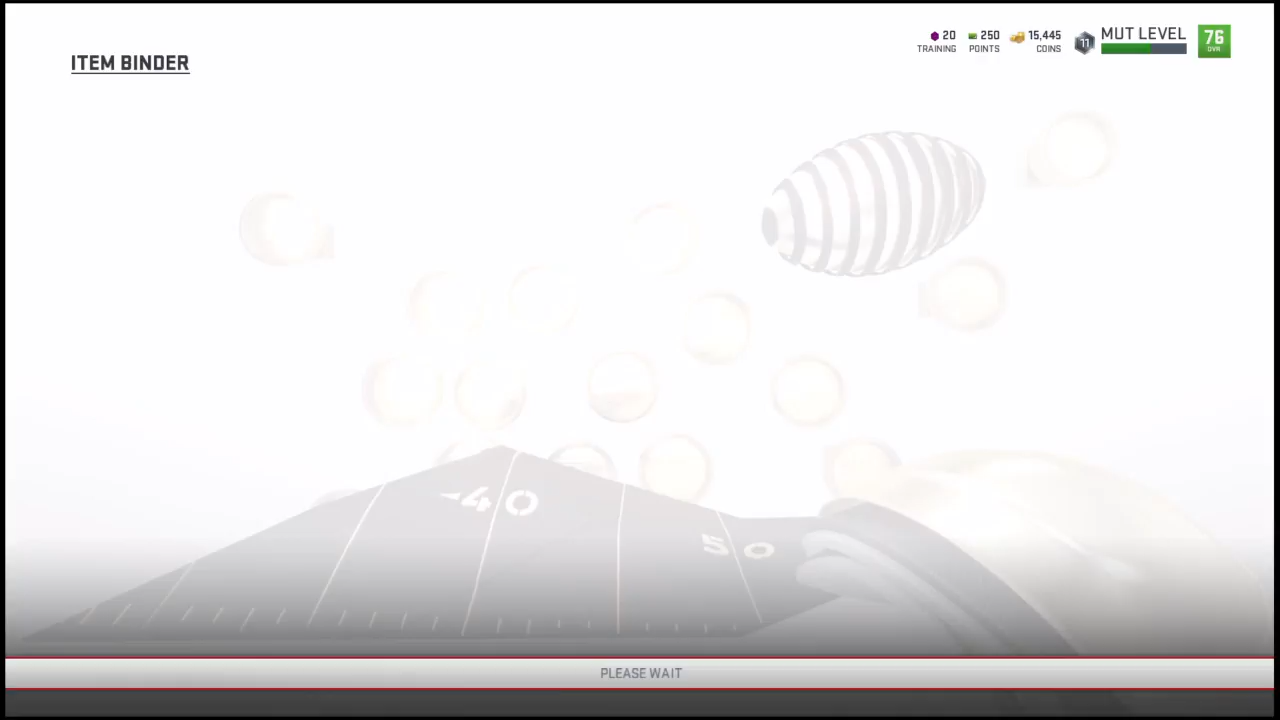 ITEM BINDER
20
TRAINING
250
POINTS
15,445
COINS
11
MUT LEVEL
76
OVR
40
50
PLEASE WAIT